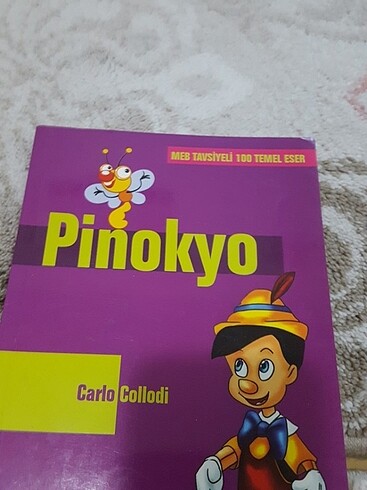 MEB TAVSİYELİ 100 TEMEL ESER
Pinokyo
Carlo Collodi